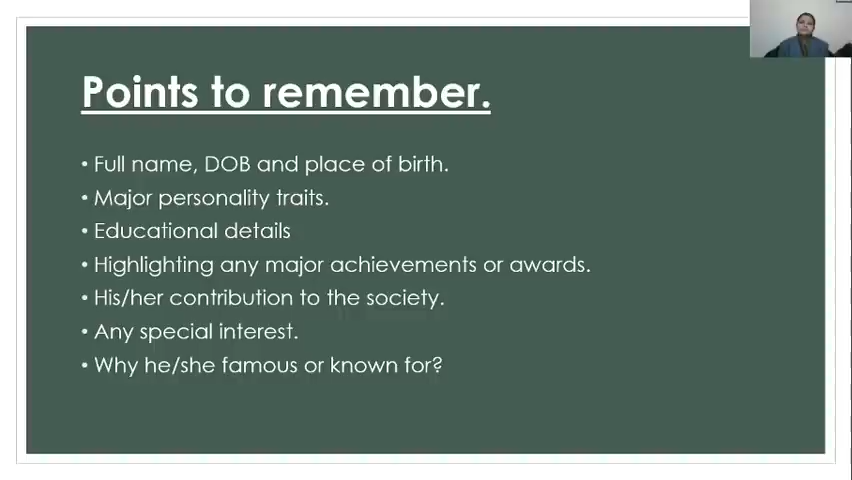 Points to remember.
• Full name, DOB and place of birth.
• Major personality traits.
• Educational details
• Highlighting any major achievements or awards.
• His/her contribution to the society.
• Any special interest.
• Why he/she famous or known for?